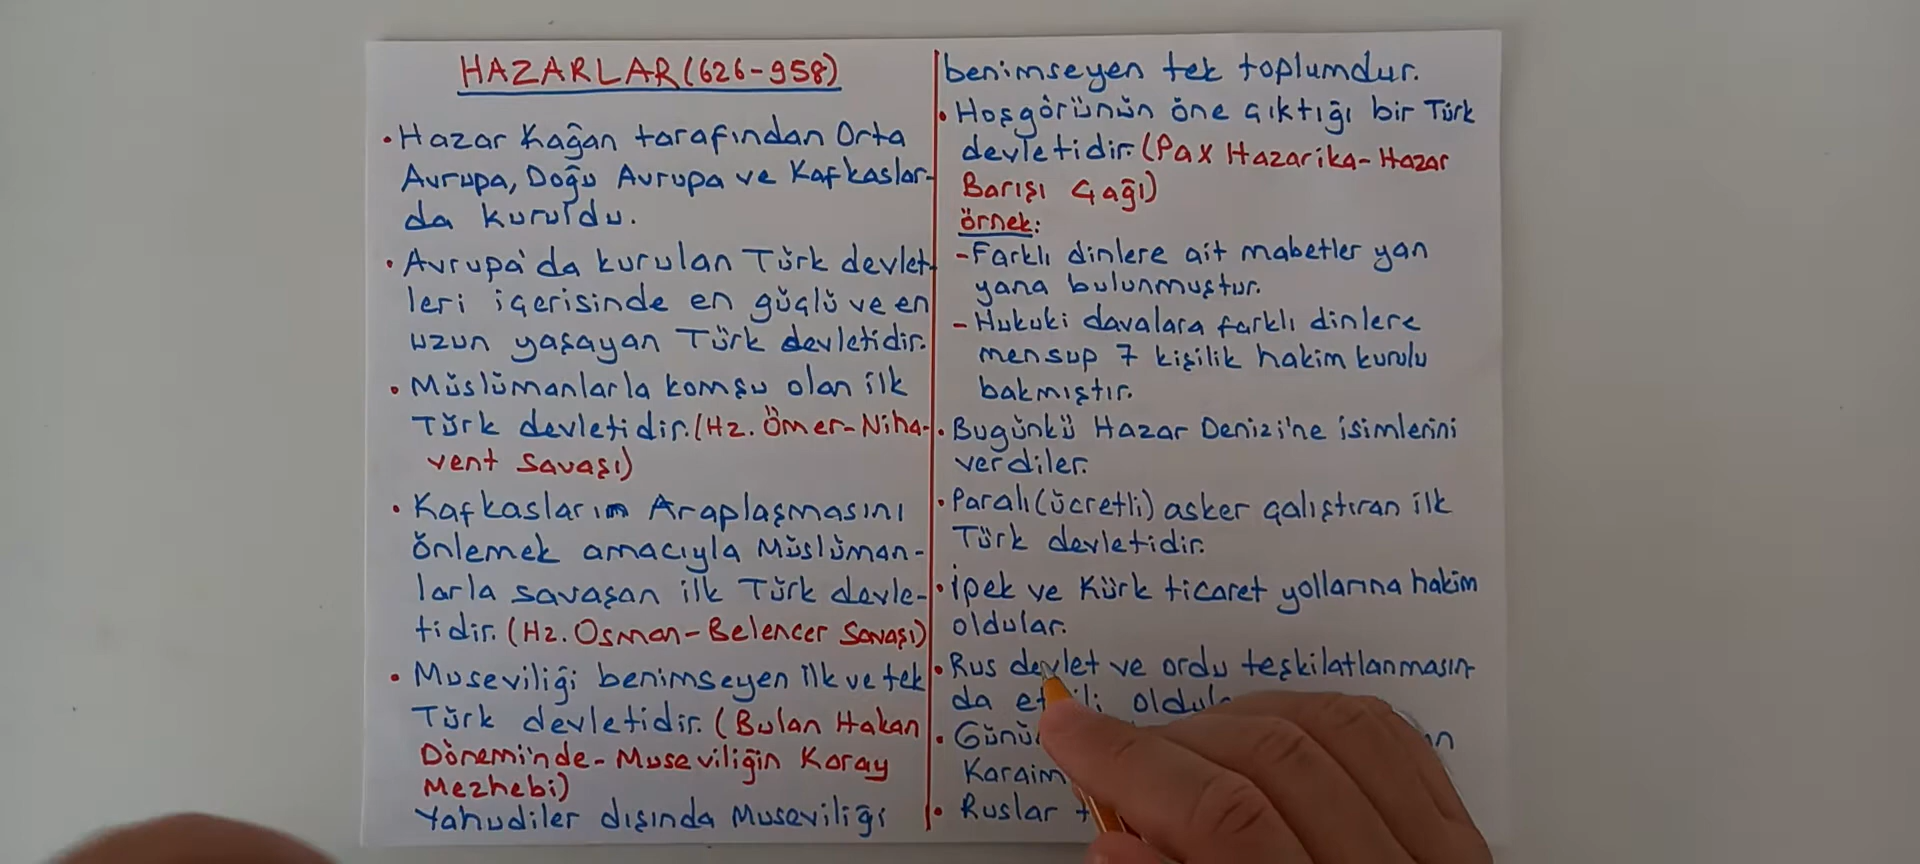 HAZARLAR (626-958)
• Hazar Kağan tarafından Orta
Avrupa, Doğu Avrupa ve Kafkaslar-
da kuruldu.
• Avrupa'da kurulan Türk devlet-
leri içerisinde en güçlü ve en
uzun yaşayan Türk devletidir.
• Müslümanlarla komşu olan ilk
Türk devletidir. (Hz. Ömer-Niha-
vent Savaşı)
• Kafkasların Araplaşmasını
önlemek amacıyla Müslüman-
larla savaşan ilk Türk devle-
tidir. (Hz. Osman-Belencer Savaşı)
• Museviliği benimseyen ilk ve tek
Türk devletidir. (Bulan Hakan
Dönemi'nde-Museviliğin Karay
Mezhebi)
Yahudiler dışında Museviliği
benimseyen tek toplumdur.
• Hoşgörünün öne çıktığı bir Türk
devletidir. (Pax Hazarika-Hazar
Barışı Çağı)
Örnek:
- Farklı dinlere ait mabetler yan
yana bulunmuştur.
- Hukuki davalara farklı dinlere
mensup 7 kişilik hakim kurulu
bakmıştır.
• Bugünkü Hazar Denizi'ne isimlerini
verdiler.
• Paralı (ücretli) asker çalıştıran ilk
Türk devletidir.
• İpek ve Kürk ticaret yollarına hakim
oldular.
• Rus devlet ve ordu teşkilatlanmasın-
da
•
Karaim
• Ruslar